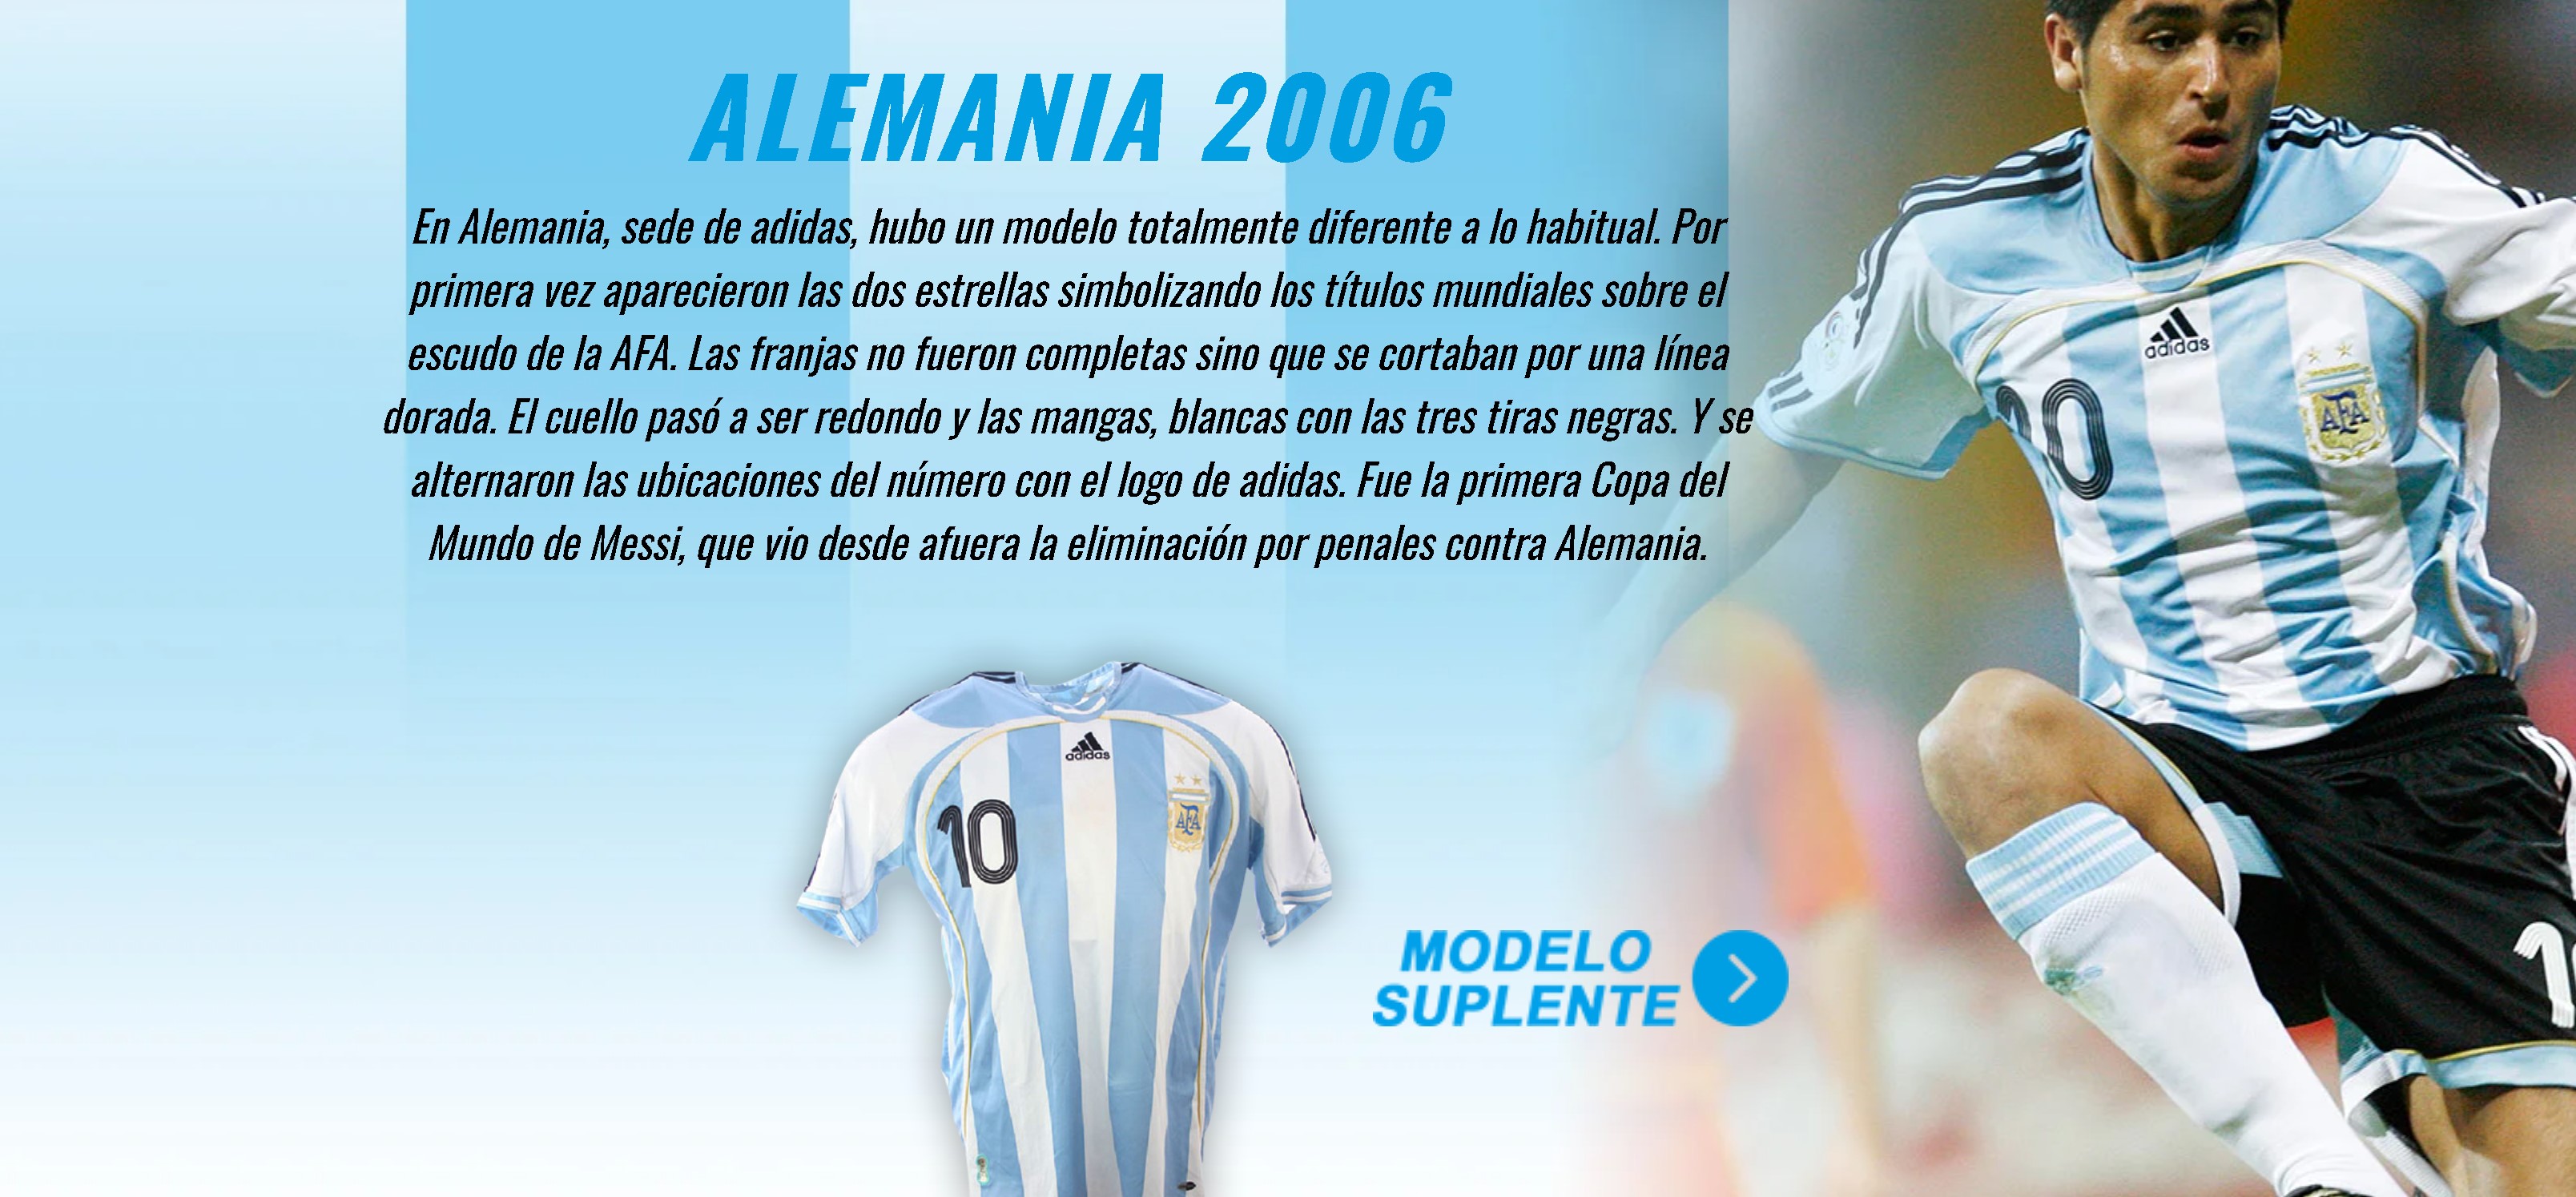 ALEMANIA 2006
En Alemania, sede de adidas, hubo un modelo totalmente diferente a lo habitual. Por
primera vez aparecieron las dos estrellas simbolizando los títulos mundiales sobre el
escudo de la AFA. Las franjas no fueron completas sino que se cortaban por una línea
dorada. El cuello pasó a ser redondo y las mangas, blancas con las tres tiras negras. Y se
alternaron las ubicaciones del número con el logo de adidas. Fue la primera Copa del
Mundo de Messi, que vio desde afuera la eliminación por penales contra Alemania.
adidas
10
AFA
adidas
10
AFA
MODELO
SUPLENTE